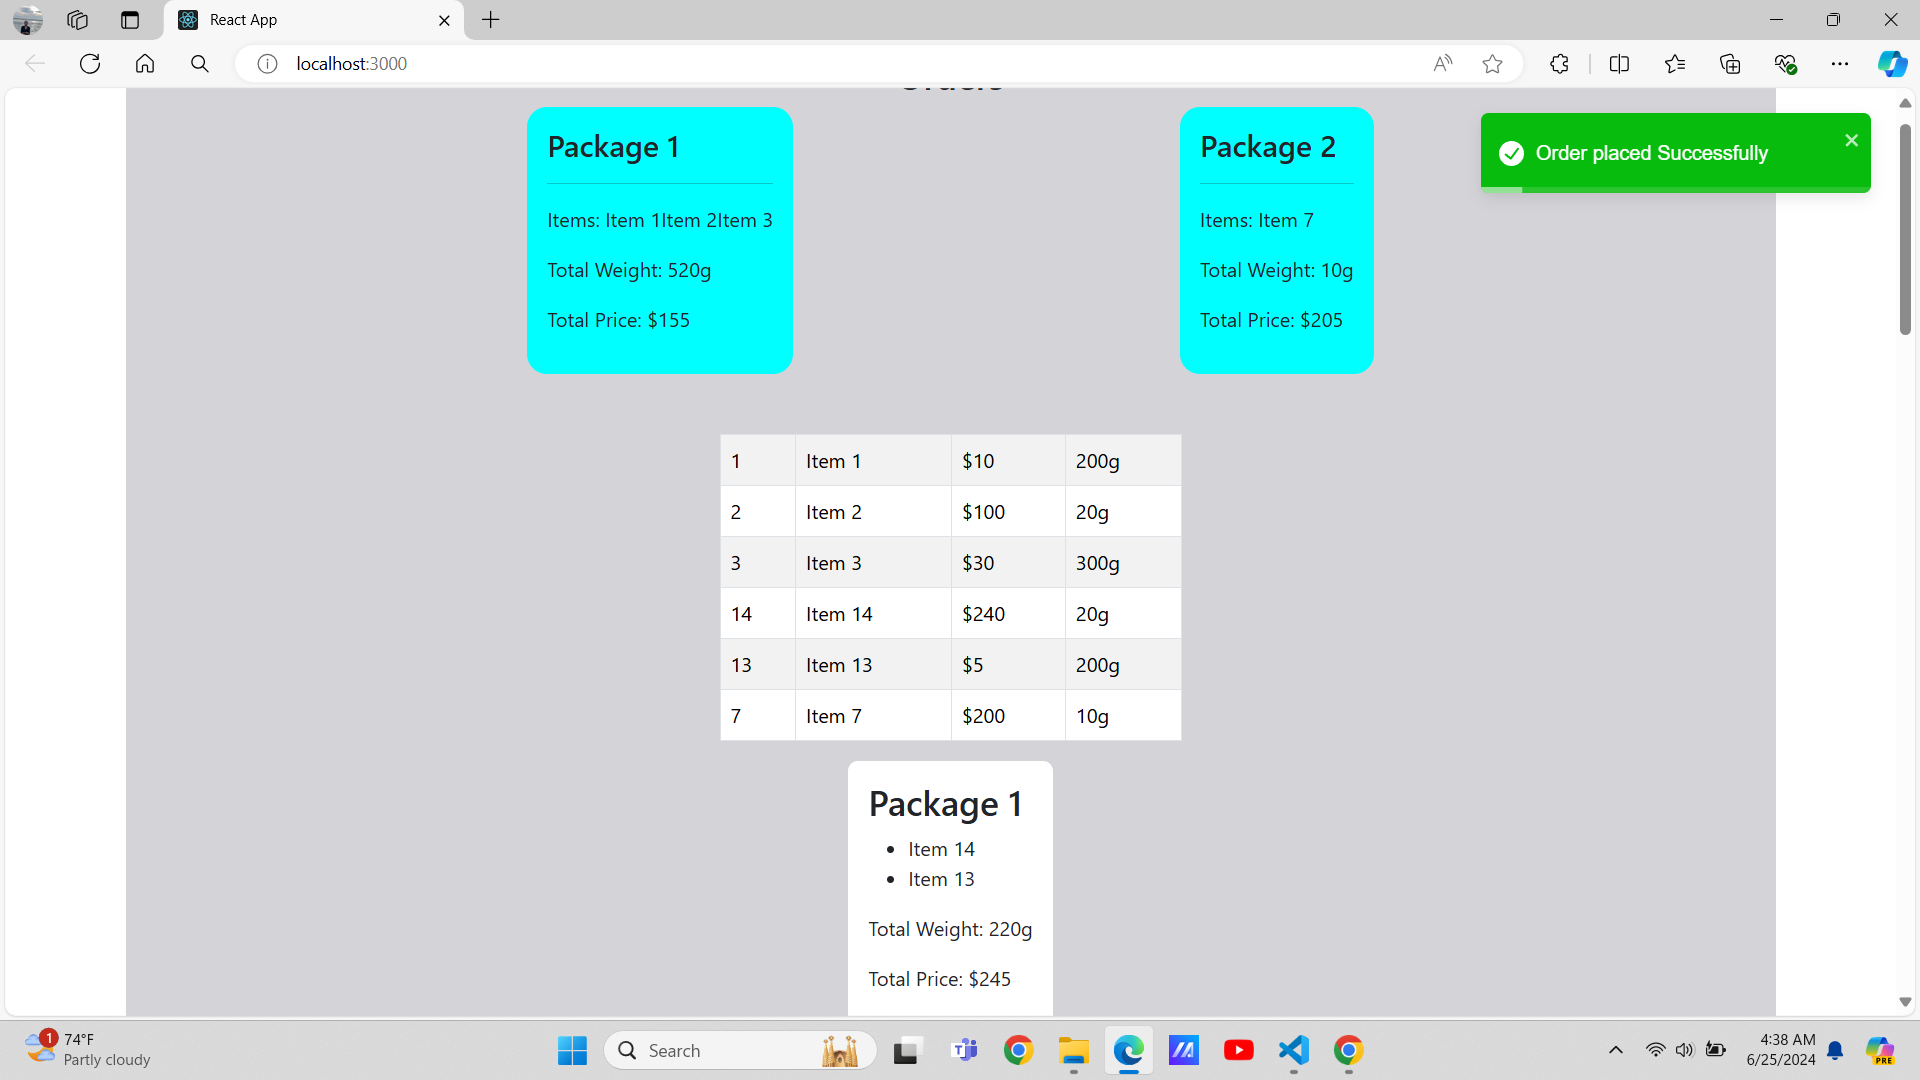 React App
localhost:3000
Package 1
Items: Item 1Item 2Item 3
Total Weight: 520g
Total Price: $155
Package 2
Items: Item 7
Total Weight: 10g
Total Price: $205
Order placed Successfully
1 Item 1 $10 200g
2 Item 2 $100 20g
3 Item 3 $30 300g
14 Item 14 $240 20g
13 Item 13 $5 200g
7 Item 7 $200 10g
Package 1
Item 14
Item 13
Total Weight: 220g
Total Price: $245
1
74°F
Partly cloudy
Search
4:38 AM
6/25/2024
PRE